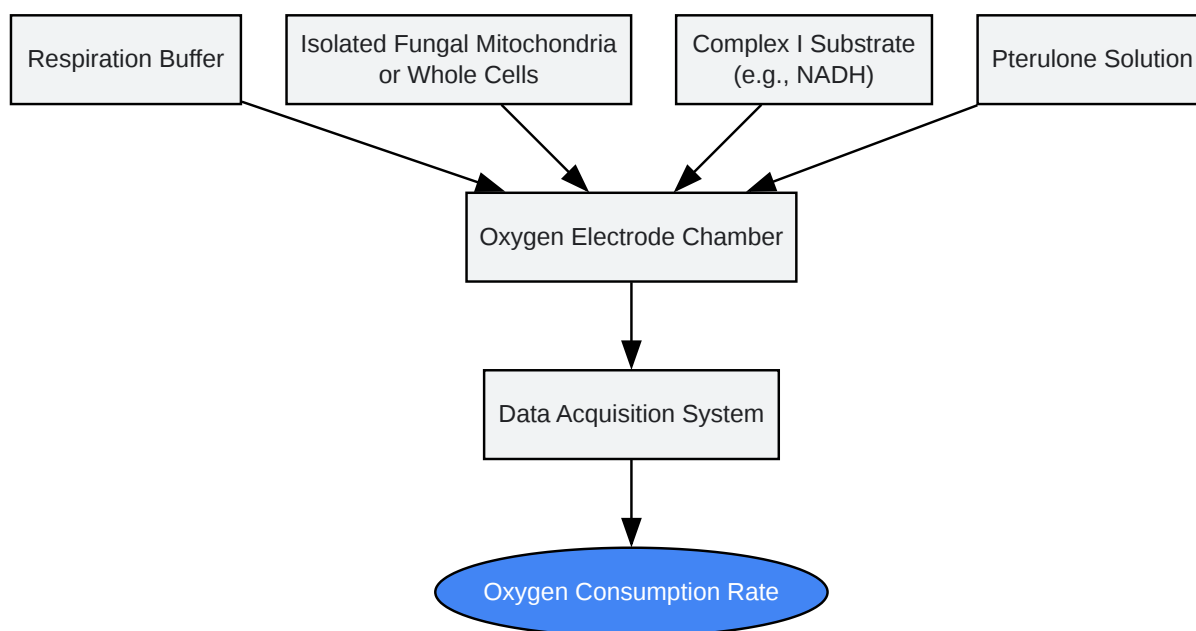 Respiration Buffer
Isolated Fungal Mitochondria
or Whole Cells
Complex I Substrate
(e.g., NADH)
Pterulone Solution
Oxygen Electrode Chamber
Data Acquisition System
Oxygen Consumption Rate